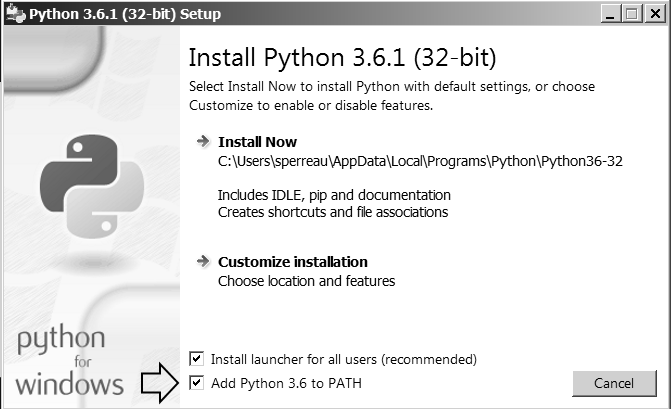 Python 3.6.1 (32-bit) Setup
Install Python 3.6.1 (32-bit)
Select Install Now to install Python with default settings, or choose
Customize to enable or disable features.
Install Now
C:\Users\sperreau\AppData\Local\Programs\Python\Python36-32
Includes IDLE, pip and documentation
Creates shortcuts and file associations
Customize installation
Choose location and features
python
for
windows
Install launcher for all users (recommended)
Add Python 3.6 to PATH
Cancel